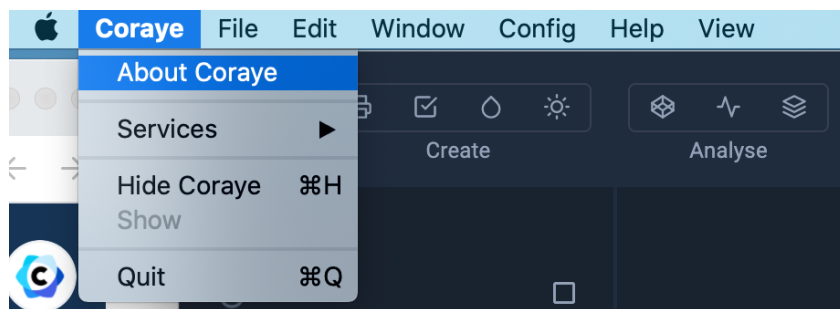 Coraye File Edit Window Config Help View
About Coraye
Services
Hide Coraye ⌘H
Show
Quit ⌘Q
Create
Analyse
C